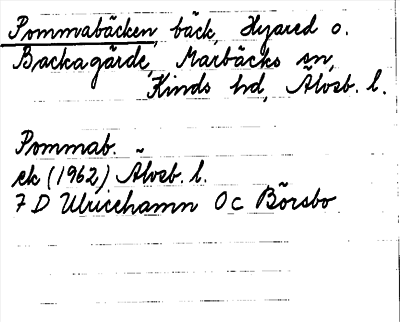 Pommabäcken, bäck, Hyared o.
Backagärde, Marbäcks sn,
Kinds hd, Älvsb. l.
Pommab.
ek (1962) Älvsb. l.
7 D Ulricehamn 0c Börsbo